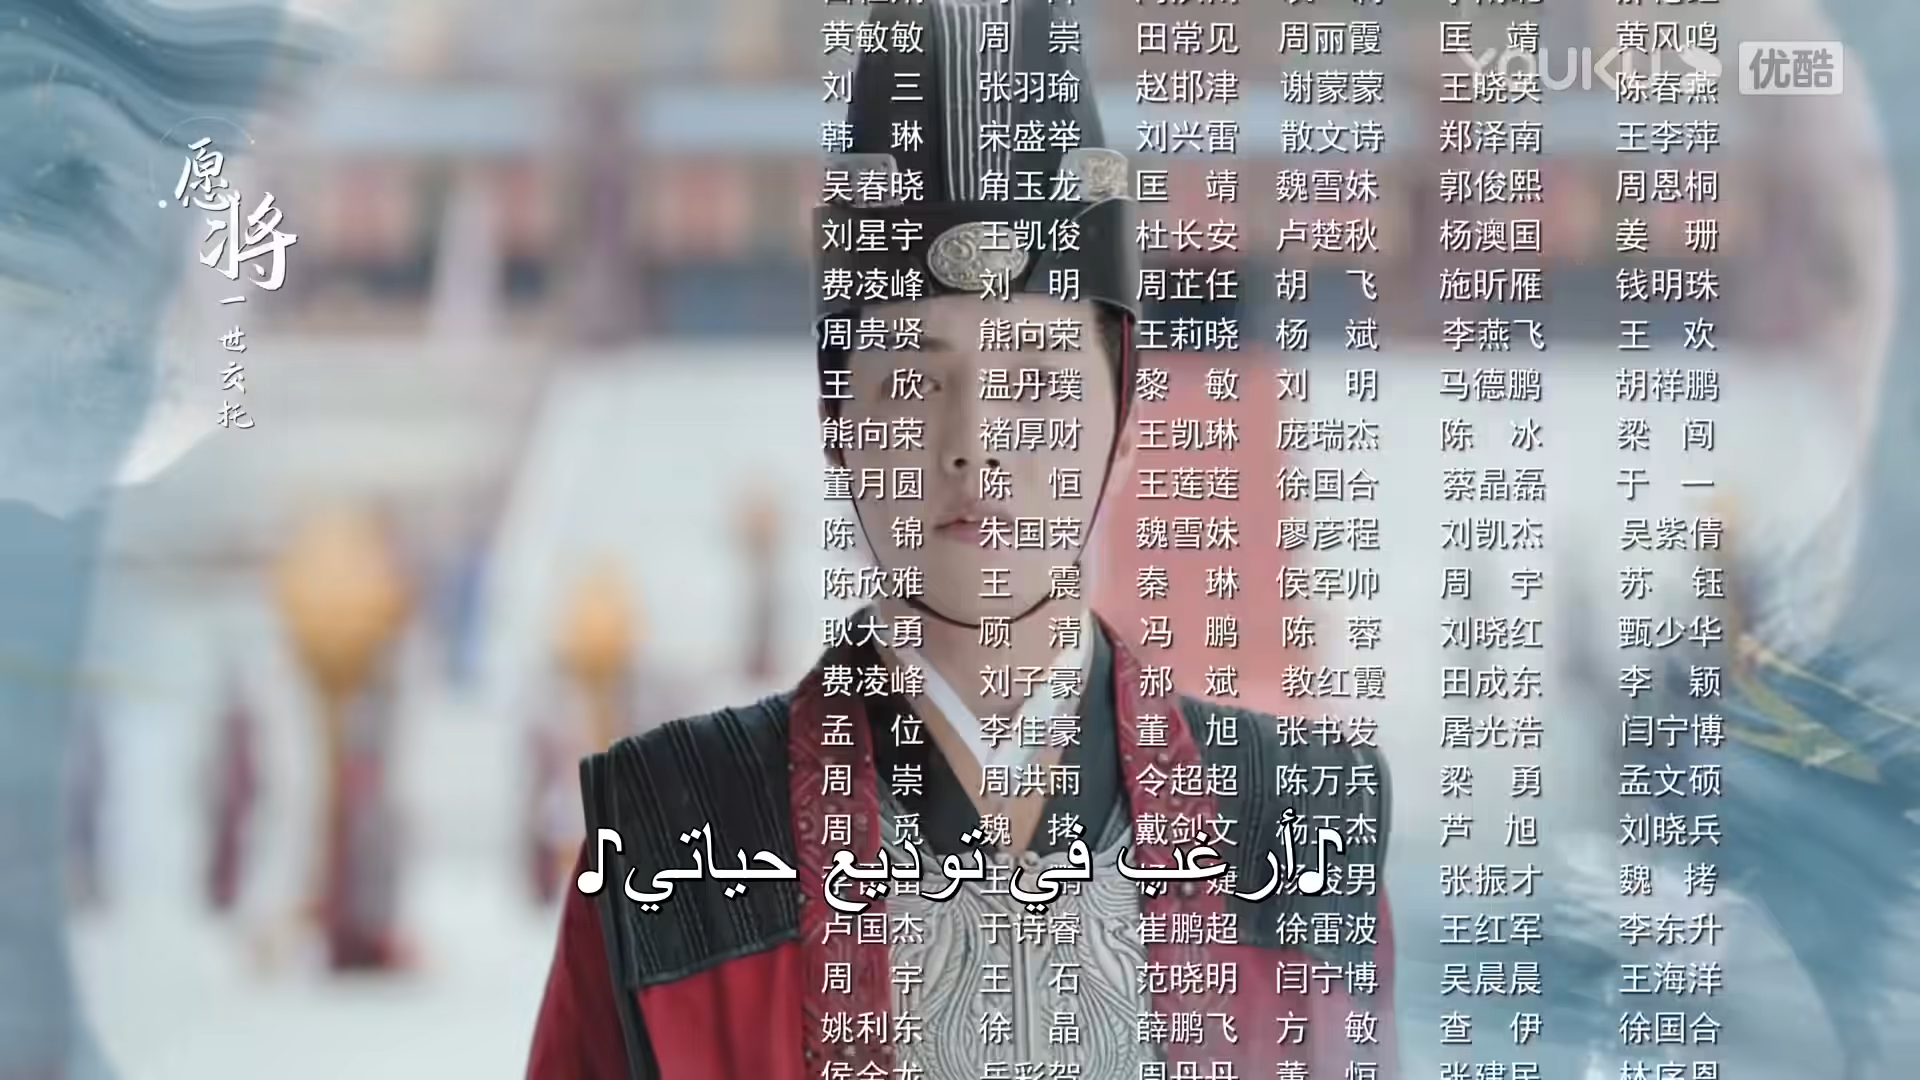 YOUKU 优酷
愿将一世交托
黄敏敏 周崇 田常见 周丽霞 匡靖 黄风鸣
刘三 张羽瑜 赵邯津 谢蒙蒙 王晓英 陈春燕
韩琳 宋盛举 刘兴雷 散文诗 郑泽南 王李萍
吴春晓 角玉龙 匡靖 魏雪妹 郭俊熙 周恩桐
刘星宇 王凯俊 杜长安 卢楚秋 杨澳国 姜珊
费凌峰 刘明 周芷任 胡飞 施昕雁 钱明珠
周贵贤 熊向荣 王莉晓 杨斌 李燕飞 王欢
王欣 温丹璞 黎敏 刘明 马德鹏 胡祥鹏
熊向荣 褚厚财 王凯琳 庞瑞杰 陈冰 梁闯
董月圆 陈恒 王莲莲 徐国合 蔡晶磊 于一
陈锦 朱国荣 魏雪妹 廖彦程 刘凯杰 吴紫倩
陈欣雅 王震 秦琳 侯军帅 周宇 苏钰
耿大勇 顾清 冯鹏 陈蓉 刘晓红 甄少华
费凌峰 刘子豪 郝斌 教红霞 田成东 李颖
孟位 李佳豪 董旭 张书发 屠光浩 闫宁博
周崇 周洪雨 令超超 陈万兵 梁勇 孟文硕
周觅 魏拷 戴剑文 杨玉杰 芦旭 刘晓兵
张振才 魏拷
♪أرغب في توديع حياتي♪
卢国杰 于诗睿 崔鹏超 徐雷波 王红军 李东升
周宇 王石 范晓明 闫宁博 吴晨晨 王海洋
姚利东 徐晶 薛鹏飞 方敏 查伊 徐国合